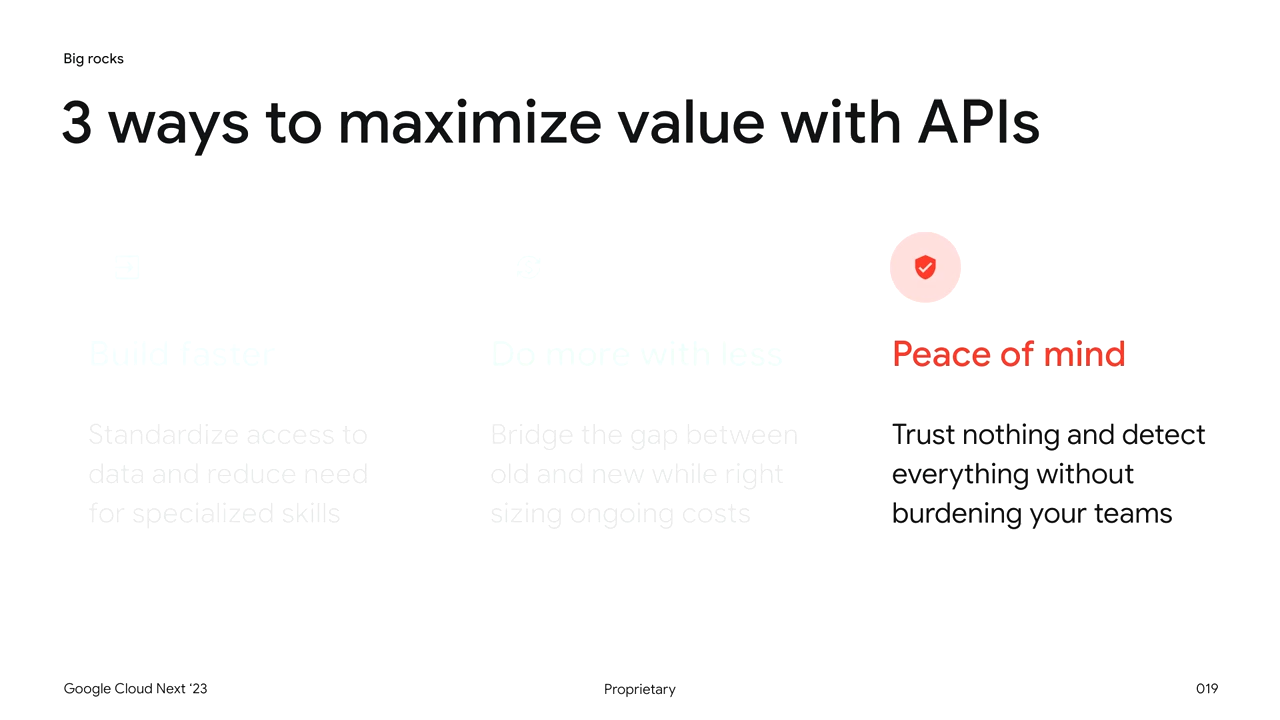 Big rocks
3 ways to maximize value with APIs
Build faster
Standardize access to
data and reduce need
for specialized skills
Do more with less
Bridge the gap between
old and new while right
sizing ongoing costs
Peace of mind
Trust nothing and detect
everything without
burdening your teams
Google Cloud Next ‘23
Proprietary
019